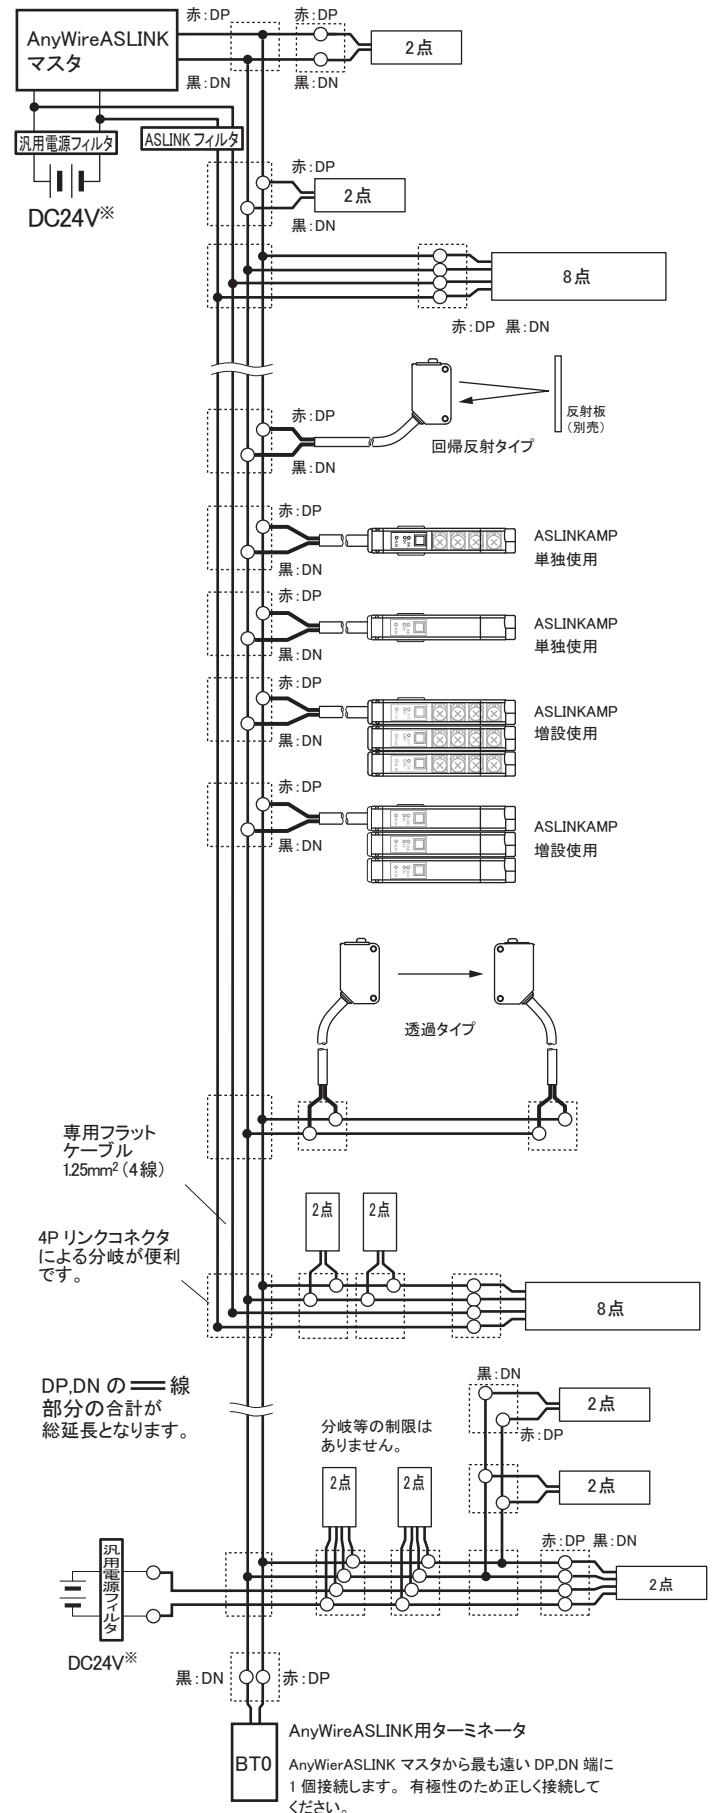 赤:DP
赤:DP
AnyWireASLINK
マスタ
2点
黒:DN
黒:DN
汎用電源フィルタ
ASLINK フィルタ
赤:DP
2点
DC24V※
黒:DN
8点
赤:DP 黒:DN
赤:DP
反射板
(別売)
回帰反射タイプ
黒:DN
赤:DP
ASLINKAMP
単独使用
黒:DN
赤:DP
ASLINKAMP
単独使用
黒:DN
赤:DP
ASLINKAMP
増設使用
黒:DN
赤:DP
ASLINKAMP
増設使用
黒:DN
透過タイプ
専用フラット
ケーブル
1.25mm²(4線)
2点
2点
4P リンクコネクタ
による分岐が便利
です。
8点
黒:DN
DP,DN の 線
部分の合計が
総延長となります。
2点
分岐等の制限は
ありません。
赤:DP
2点
2点
2点
赤:DP 黒:DN
汎用電源フィルタ
2点
DC24V※
黒:DN
赤:DP
AnyWireASLINK用ターミネータ
BT0
AnyWierASLINK マスタから最も遠い DP,DN 端に
1 個接続します。 有極性のため正しく接続して
ください。